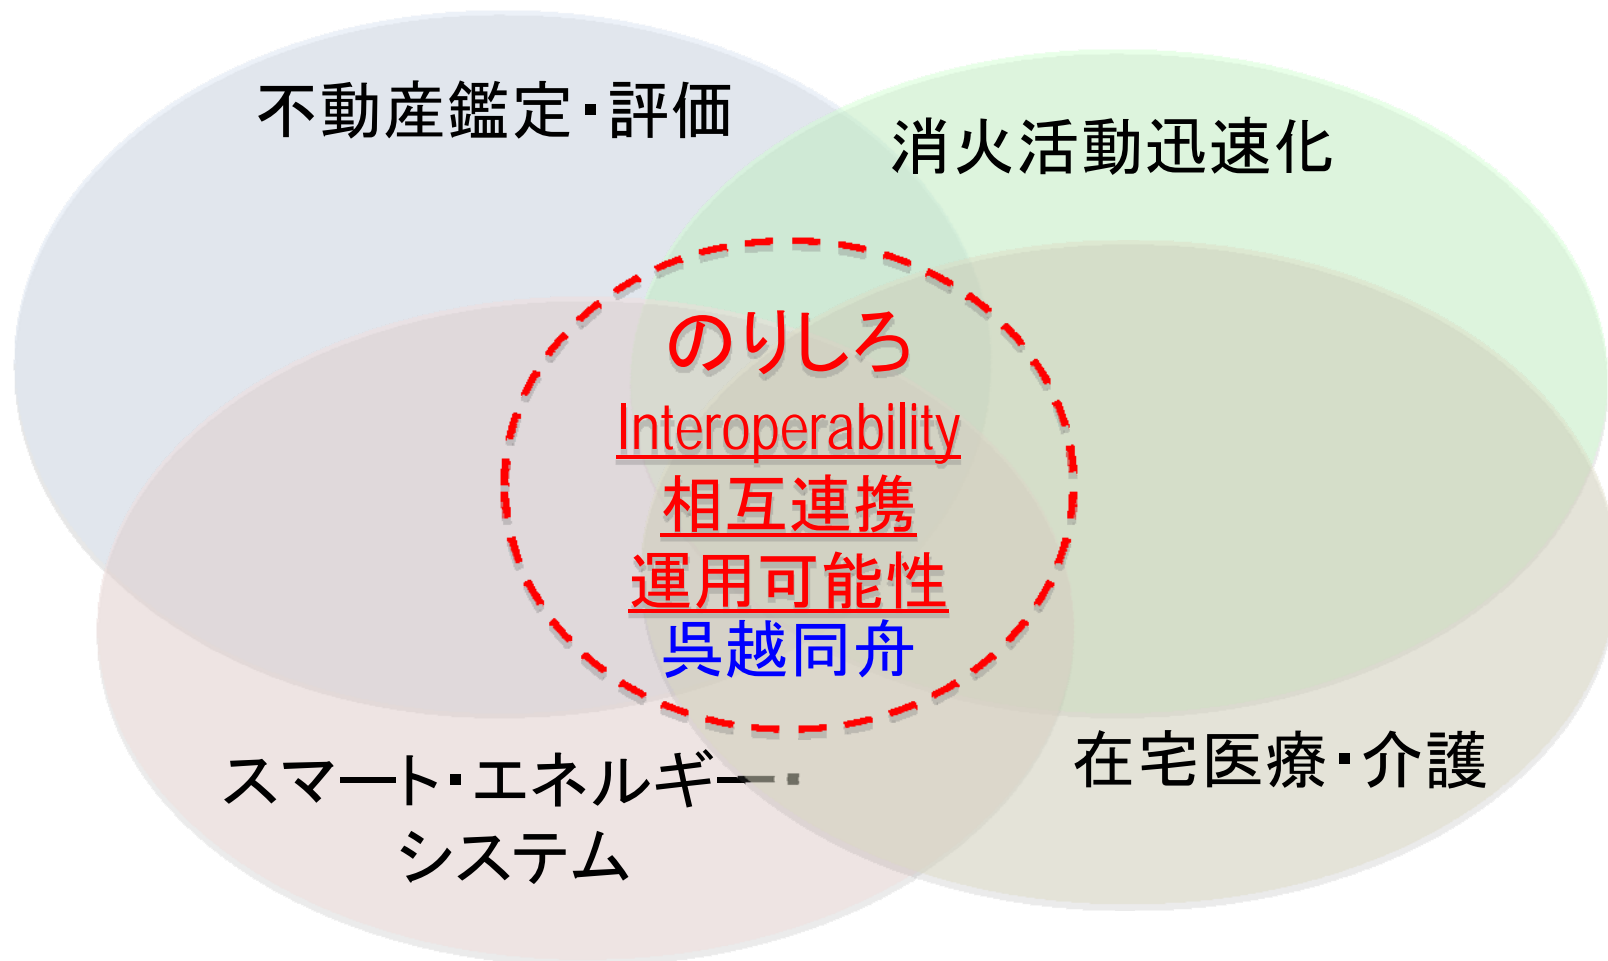 不動産鑑定・評価
消火活動迅速化
のりしろ
Interoperability
相互連携
運用可能性
呉越同舟
スマート・エネルギー・
システム
在宅医療・介護